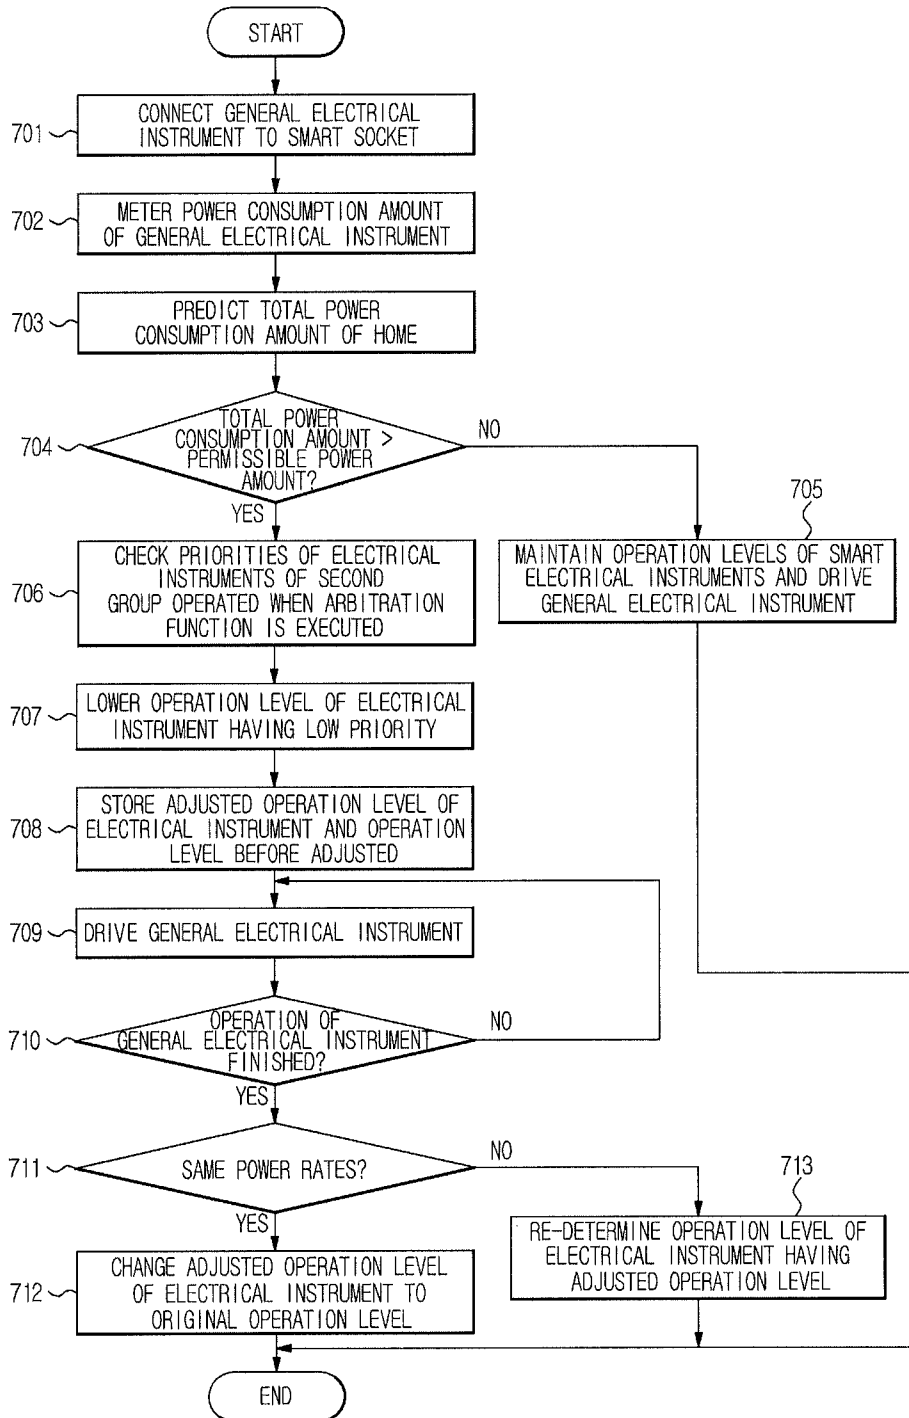 START
701
CONNECT GENERAL ELECTRICAL
INSTRUMENT TO SMART SOCKET
702
METER POWER CONSUMPTION AMOUNT
OF GENERAL ELECTRICAL INSTRUMENT
703
PREDICT TOTAL POWER
CONSUMPTION AMOUNT OF HOME
704
TOTAL POWER
CONSUMPTION AMOUNT >
PERMISSIBLE POWER
AMOUNT?
NO
YES
705
MAINTAIN OPERATION LEVELS OF SMART
ELECTRICAL INSTRUMENTS AND DRIVE
GENERAL ELECTRICAL INSTRUMENT
706
CHECK PRIORITIES OF ELECTRICAL
INSTRUMENTS OF SECOND
GROUP OPERATED WHEN ARBITRATION
FUNCTION IS EXECUTED
707
LOWER OPERATION LEVEL OF ELECTRICAL
INSTRUMENT HAVING LOW PRIORITY
708
STORE ADJUSTED OPERATION LEVEL OF
ELECTRICAL INSTRUMENT AND OPERATION
LEVEL BEFORE ADJUSTED
709
DRIVE GENERAL ELECTRICAL INSTRUMENT
710
OPERATION OF
GENERAL ELECTRICAL INSTRUMENT
FINISHED?
NO
YES
711
SAME POWER RATES?
NO
YES
713
RE-DETERMINE OPERATION LEVEL OF
ELECTRICAL INSTRUMENT HAVING
ADJUSTED OPERATION LEVEL
712
CHANGE ADJUSTED OPERATION LEVEL
OF ELECTRICAL INSTRUMENT TO
ORIGINAL OPERATION LEVEL
END